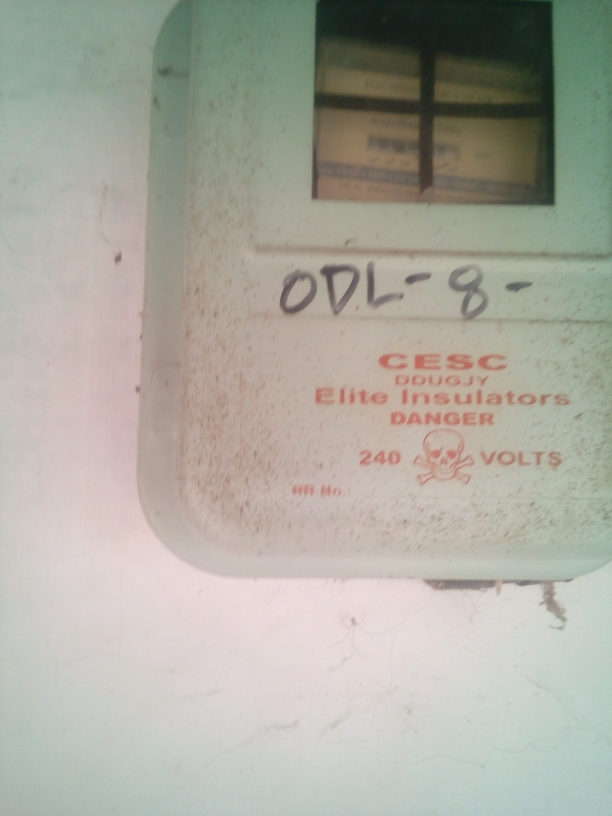 ODL-8-
CESC
DDUGJY
Elite Insulators
DANGER
240 VOLTS
RR No.